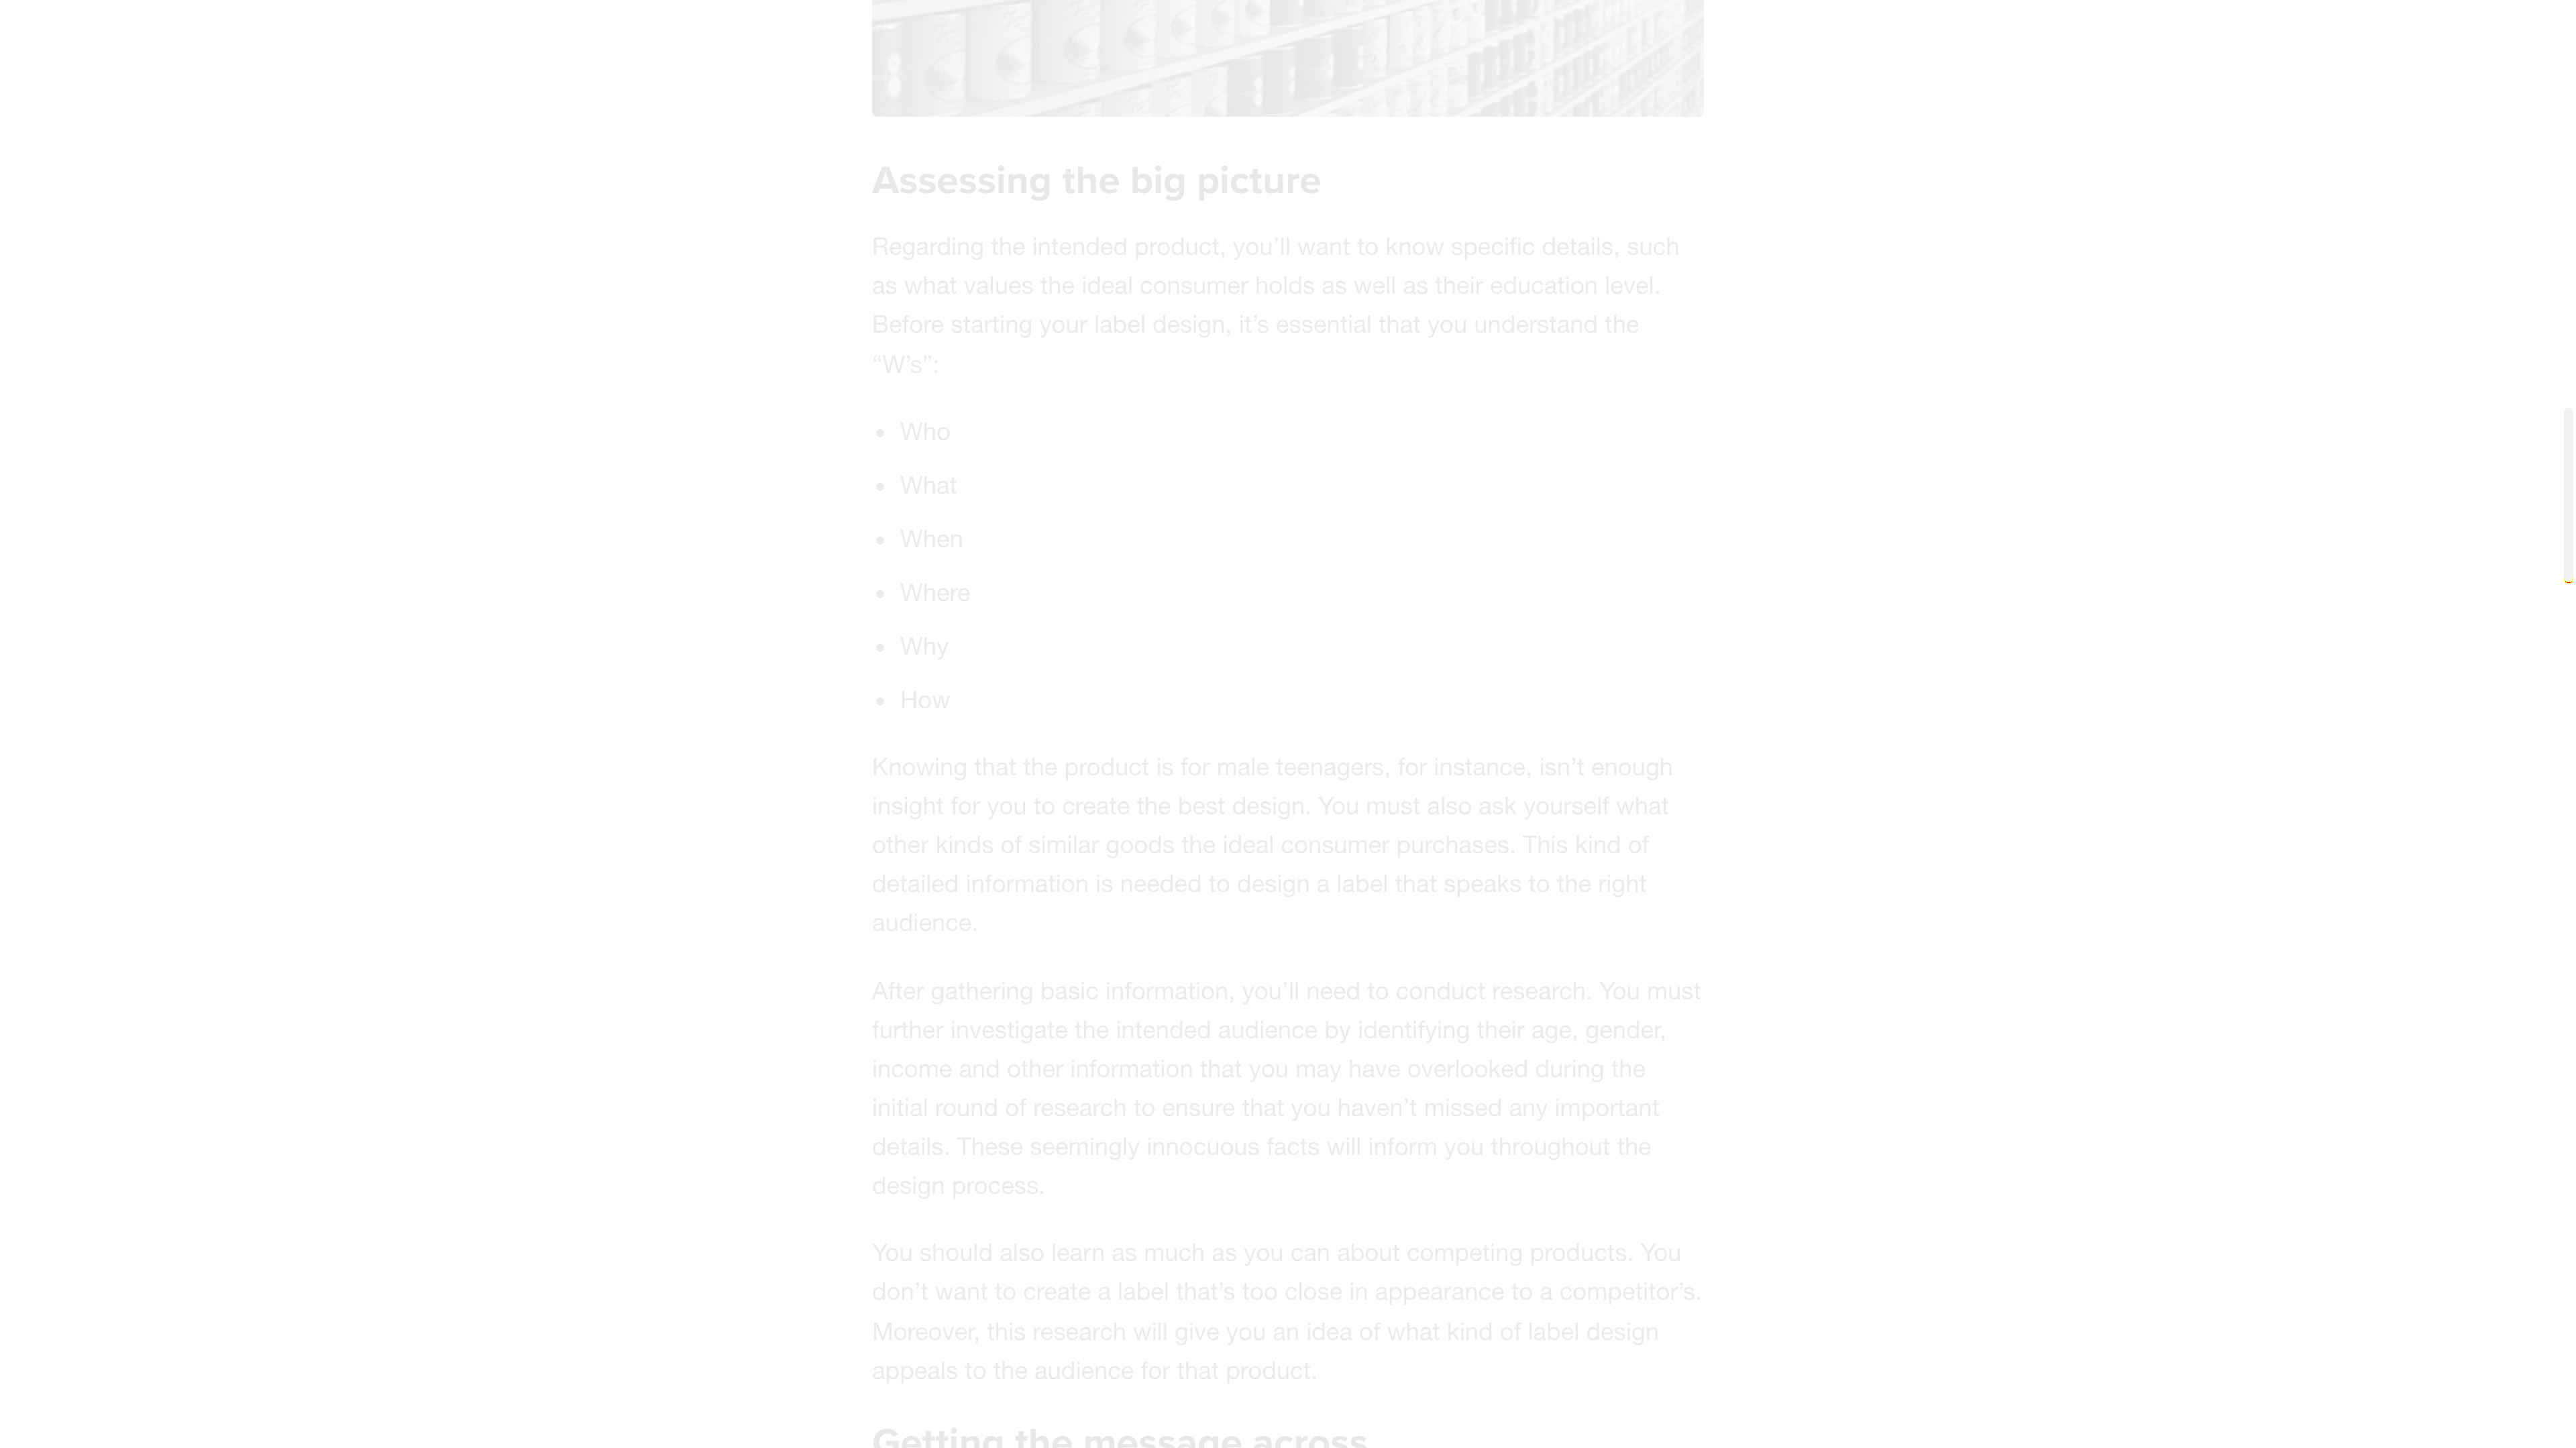 Assessing the big picture
Regarding the intended product, you’ll want to know specific details, such
as what values the ideal consumer holds as well as their education level.
Before starting your label design, it’s essential that you understand the
“W’s”:
• Who
• What
• When
• Where
• Why
• How
Knowing that the product is for male teenagers, for instance, isn’t enough
insight for you to create the best design. You must also ask yourself what
other kinds of similar goods the ideal consumer purchases. This kind of
detailed information is needed to design a label that speaks to the right
audience.
After gathering basic information, you’ll need to conduct research. You must
further investigate the intended audience by identifying their age, gender,
income and other information that you may have overlooked during the
initial round of research to ensure that you haven’t missed any important
details. These seemingly innocuous facts will inform you throughout the
design process.
You should also learn as much as you can about competing products. You
don’t want to create a label that’s too close in appearance to a competitor’s.
Moreover, this research will give you an idea of what kind of label design
appeals to the audience for that product.
Getting the message across